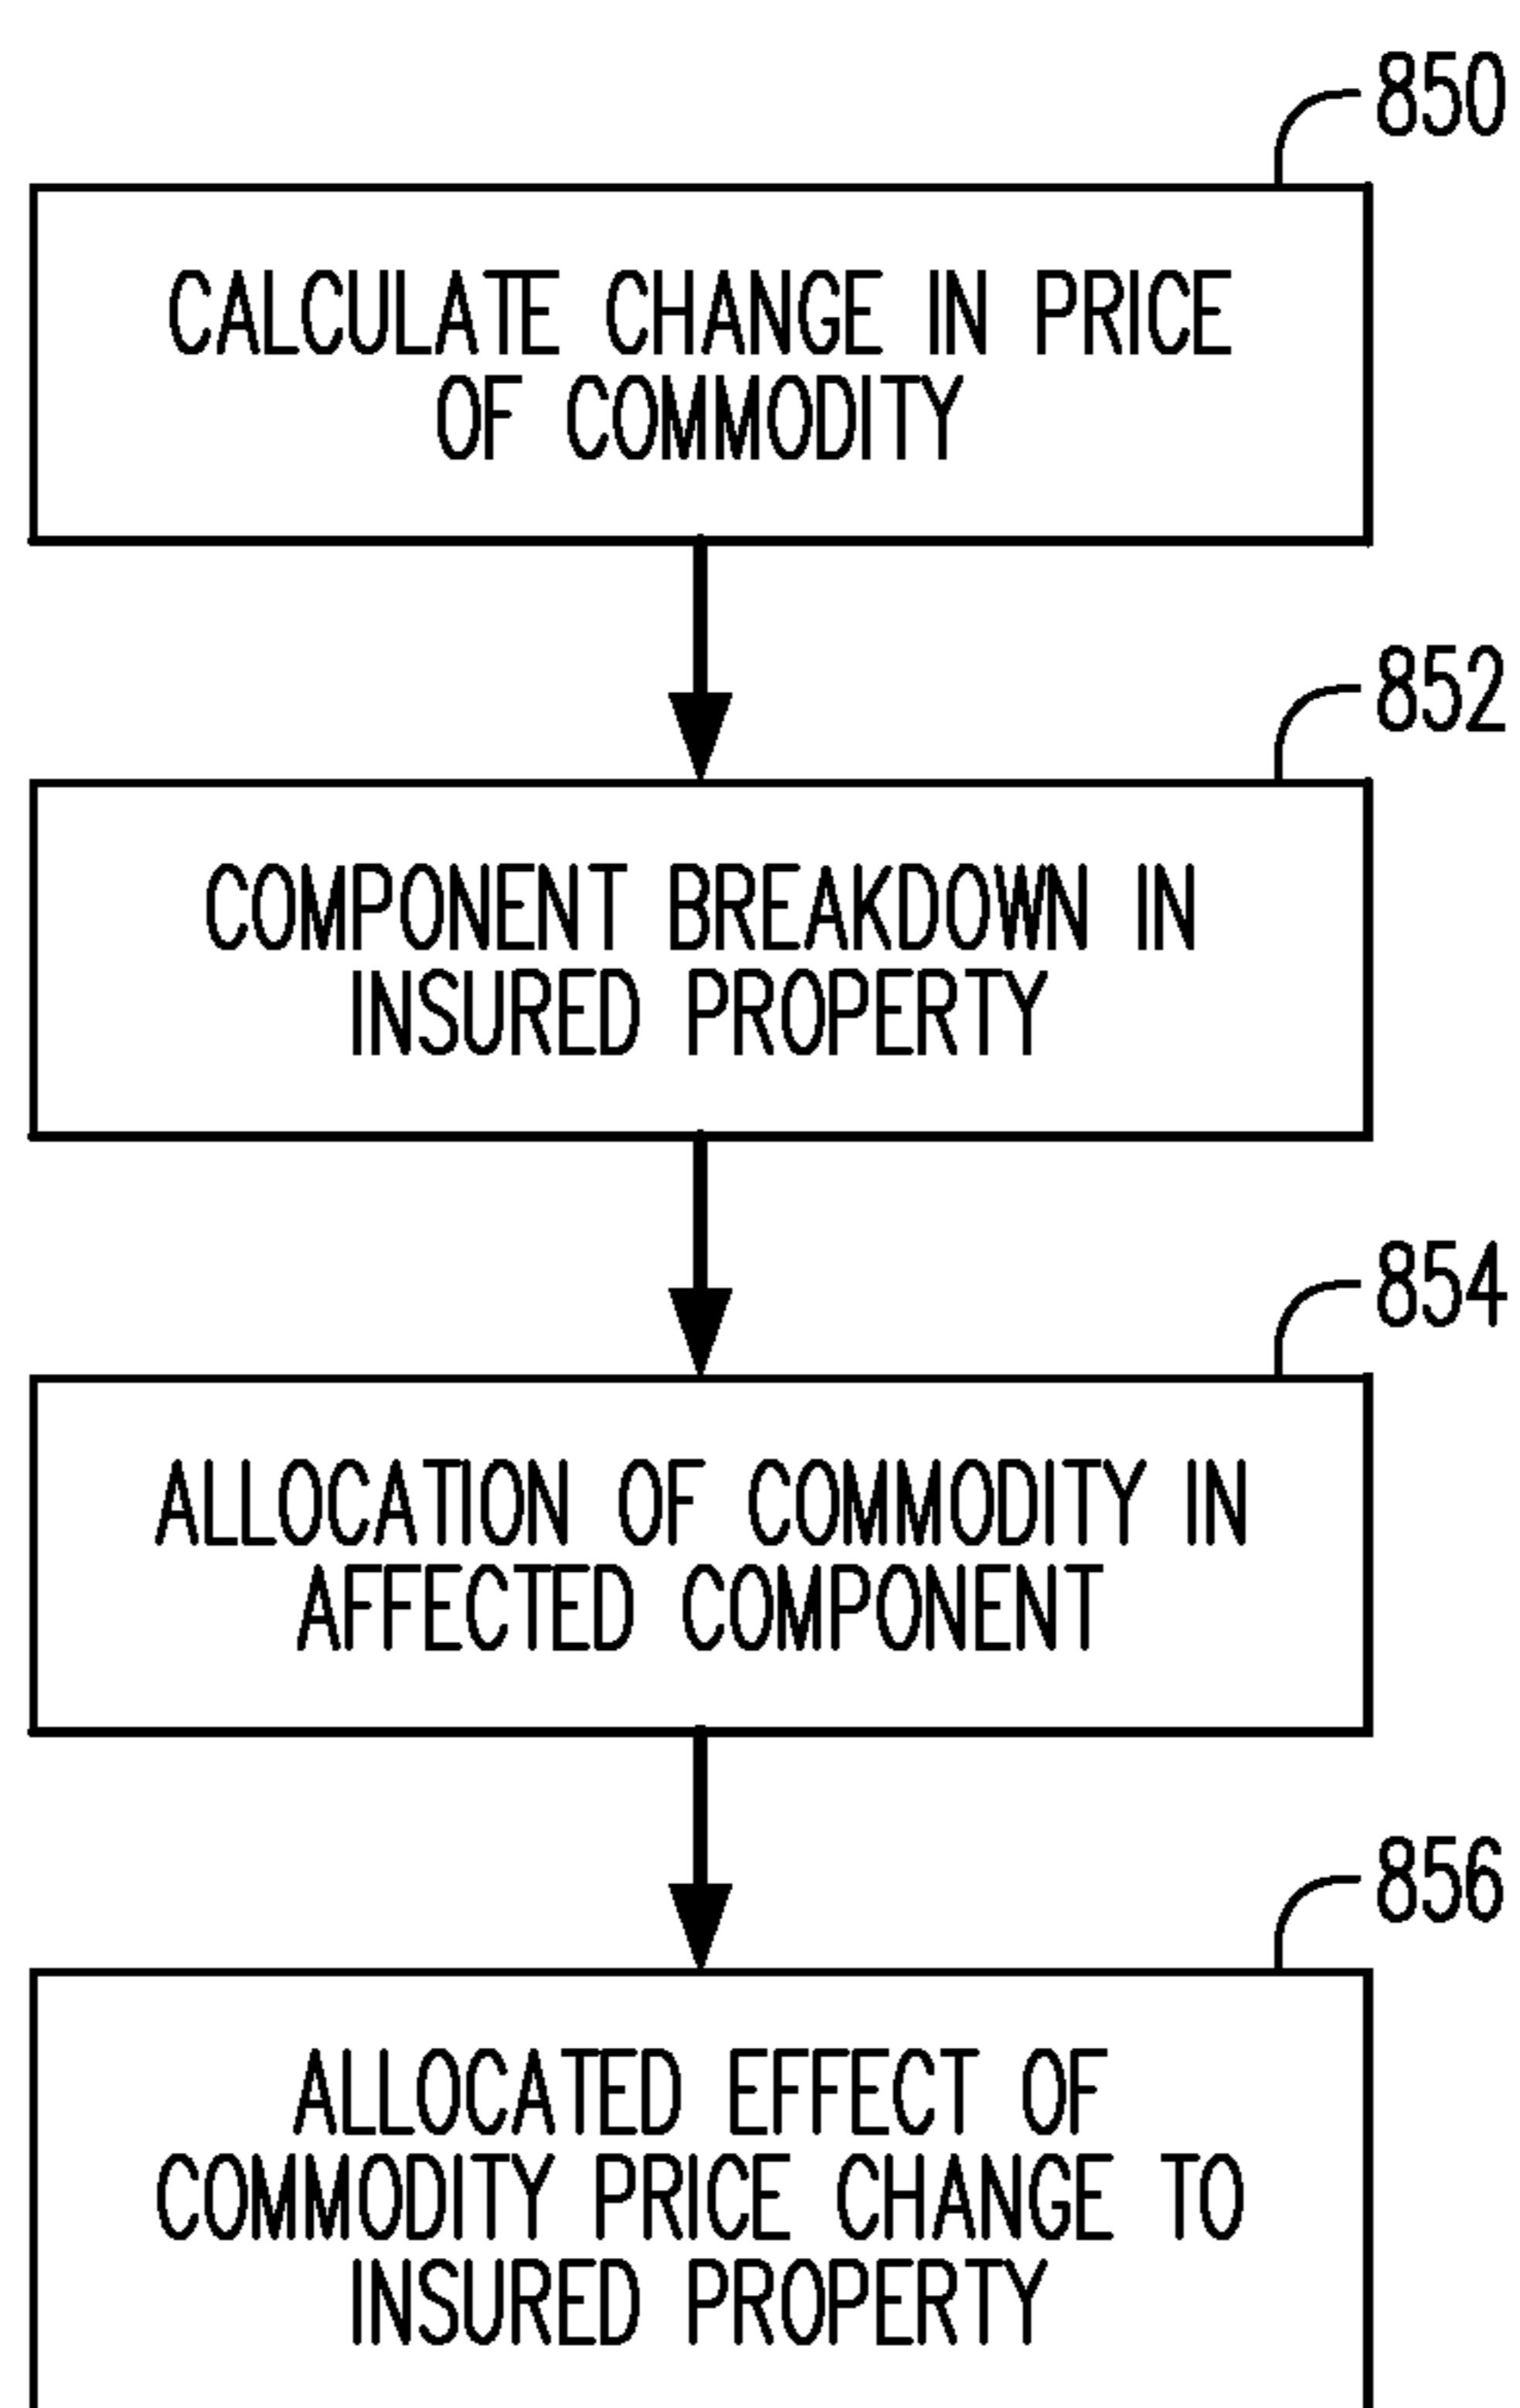 850
CALCULATE CHANGE IN PRICE
OF COMMODITY
852
COMPONENT BREAKDOWN IN
INSURED PROPERTY
854
ALLOCATION OF COMMODITY IN
AFFECTED COMPONENT
856
ALLOCATED EFFECT OF
COMMODITY PRICE CHANGE TO
INSURED PROPERTY